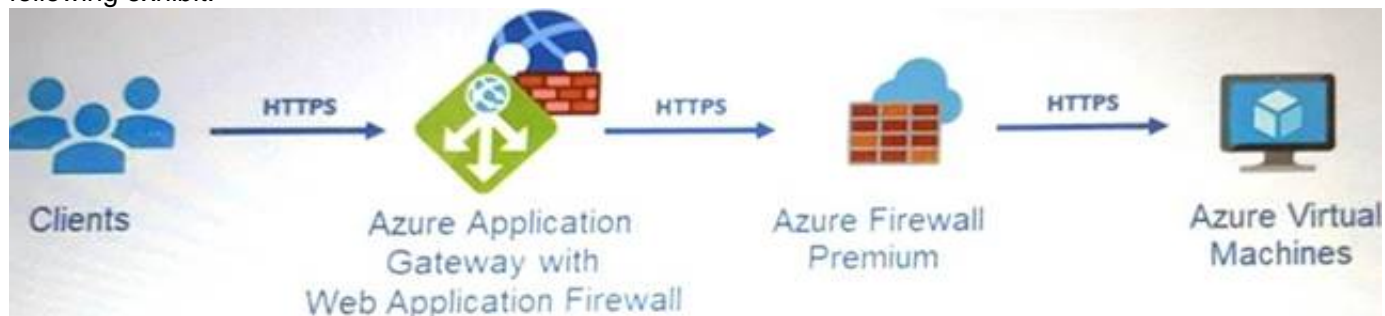 following exhibit.
HTTPS
HTTPS
HTTPS
Clients
Azure Application
Gateway with
Web Application Firewall
Azure Firewall
Premium
Azure Virtual
Machines